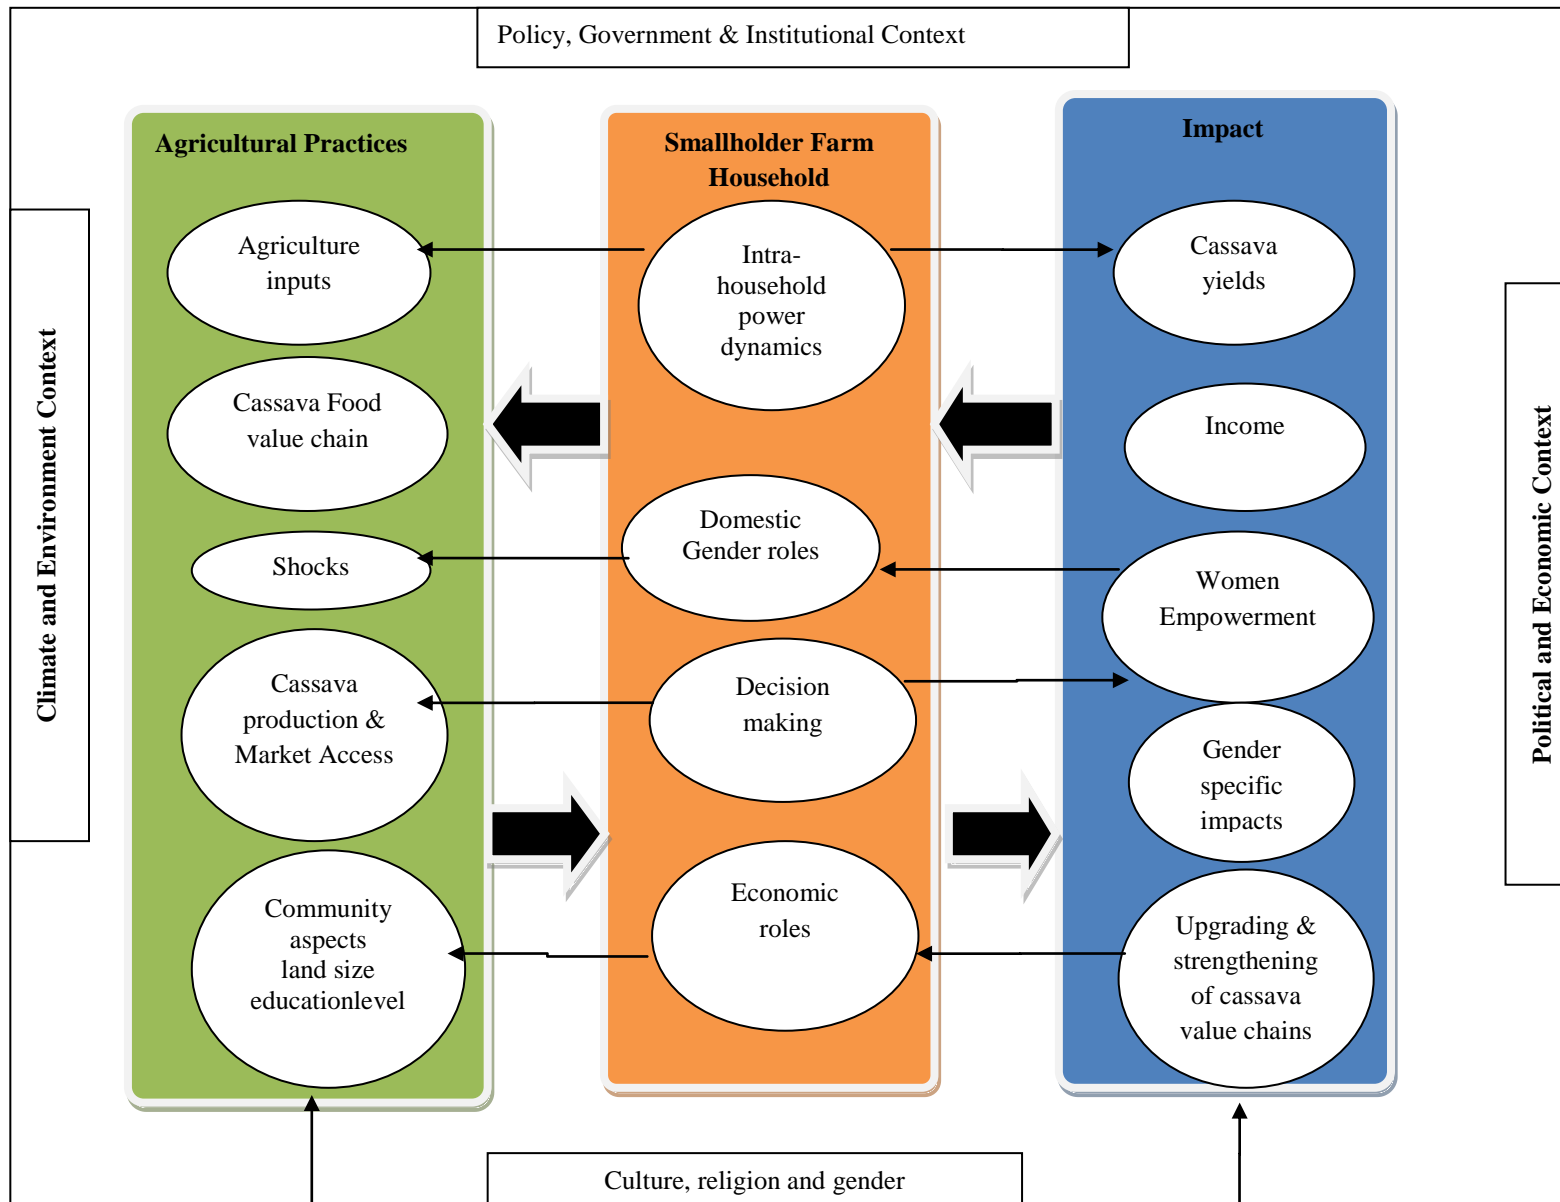 Policy, Government & Institutional Context
Climate and Environment Context
Agricultural Practices
Agriculture
inputs
Cassava Food
value chain
Shocks
Cassava
production &
Market Access
Community
aspects
land size
educationlevel
Smallholder Farm
Household
Intra-
household
power
dynamics
Domestic
Gender roles
Decision
making
Economic
roles
Impact
Cassava
yields
Income
Women
Empowerment
Gender
specific
impacts
Upgrading &
strengthening
of cassava
value chains
Political and Economic Context
Culture, religion and gender